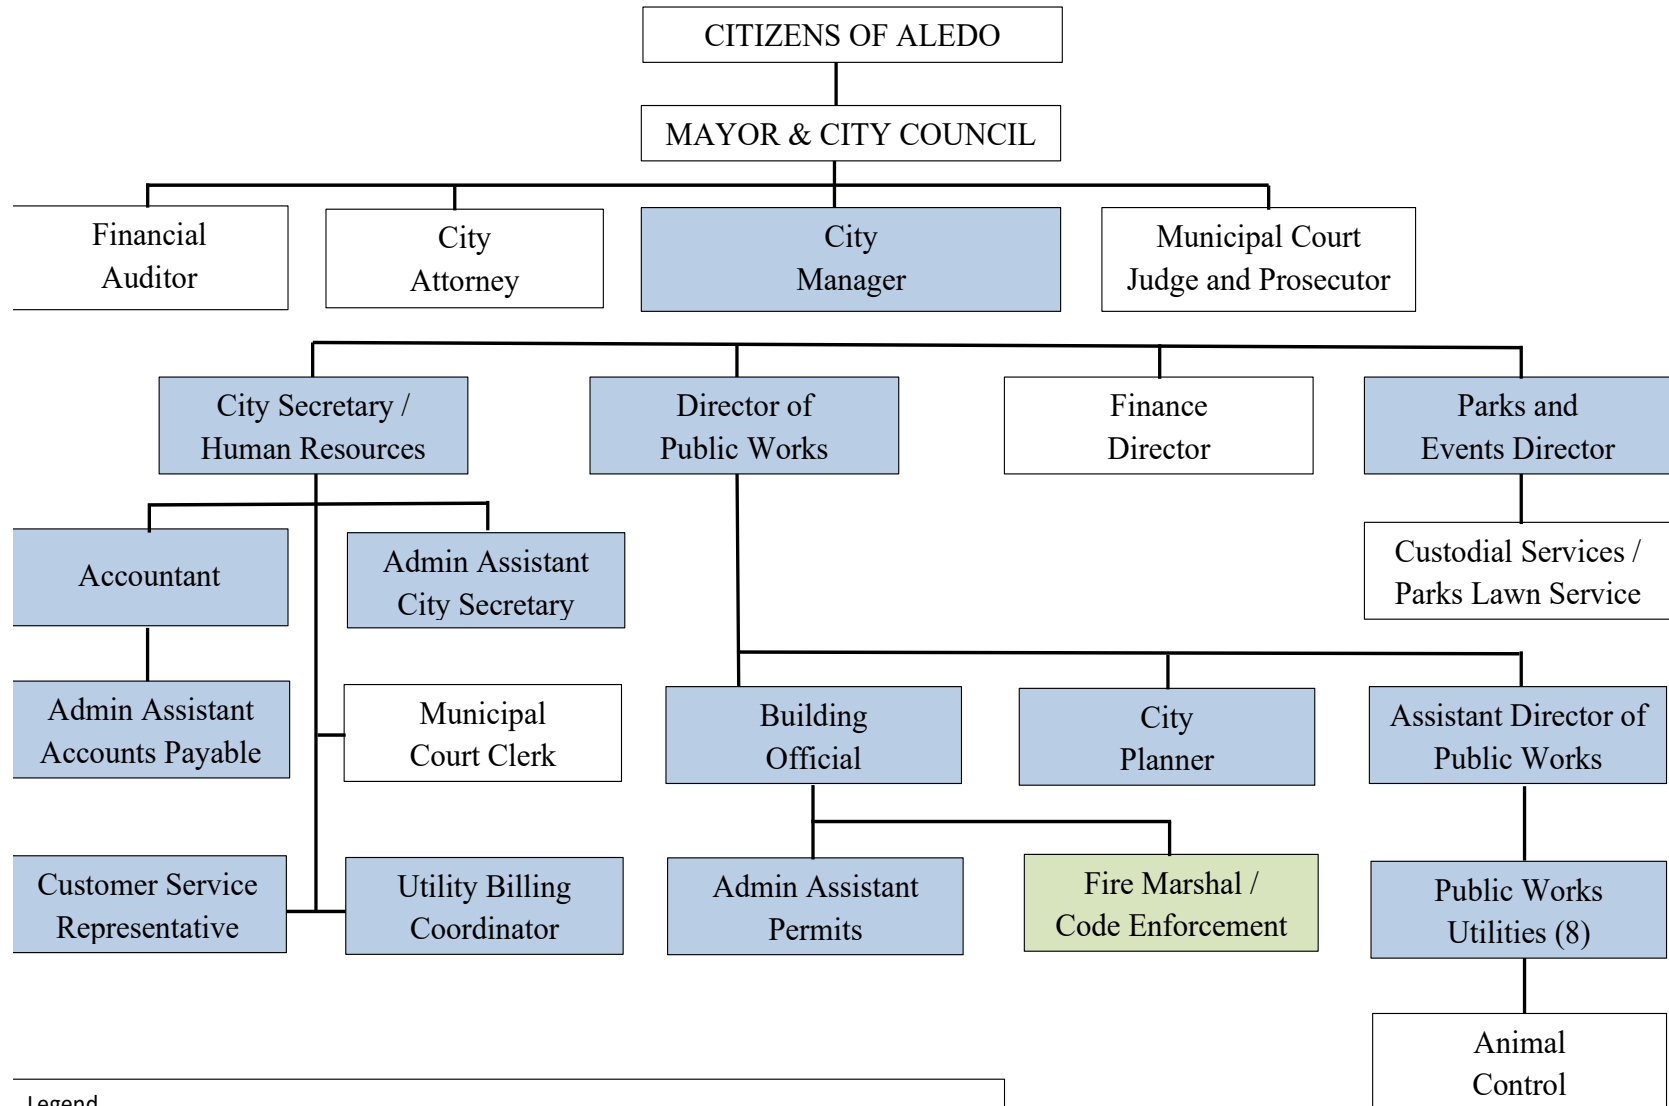 CITIZENS OF ALEDO
MAYOR & CITY COUNCIL
Financial
Auditor
City
Attorney
City
Manager
Municipal Court
Judge and Prosecutor
City Secretary /
Human Resources
Director of
Public Works
Finance
Director
Parks and
Events Director
Accountant
Admin Assistant
City Secretary
Custodial Services /
Parks Lawn Service
Admin Assistant
Accounts Payable
Municipal
Court Clerk
Building
Official
City
Planner
Assistant Director of
Public Works
Customer Service
Representative
Utility Billing
Coordinator
Admin Assistant
Permits
Fire Marshal /
Code Enforcement
Public Works
Utilities (8)
Animal
Control
Legend